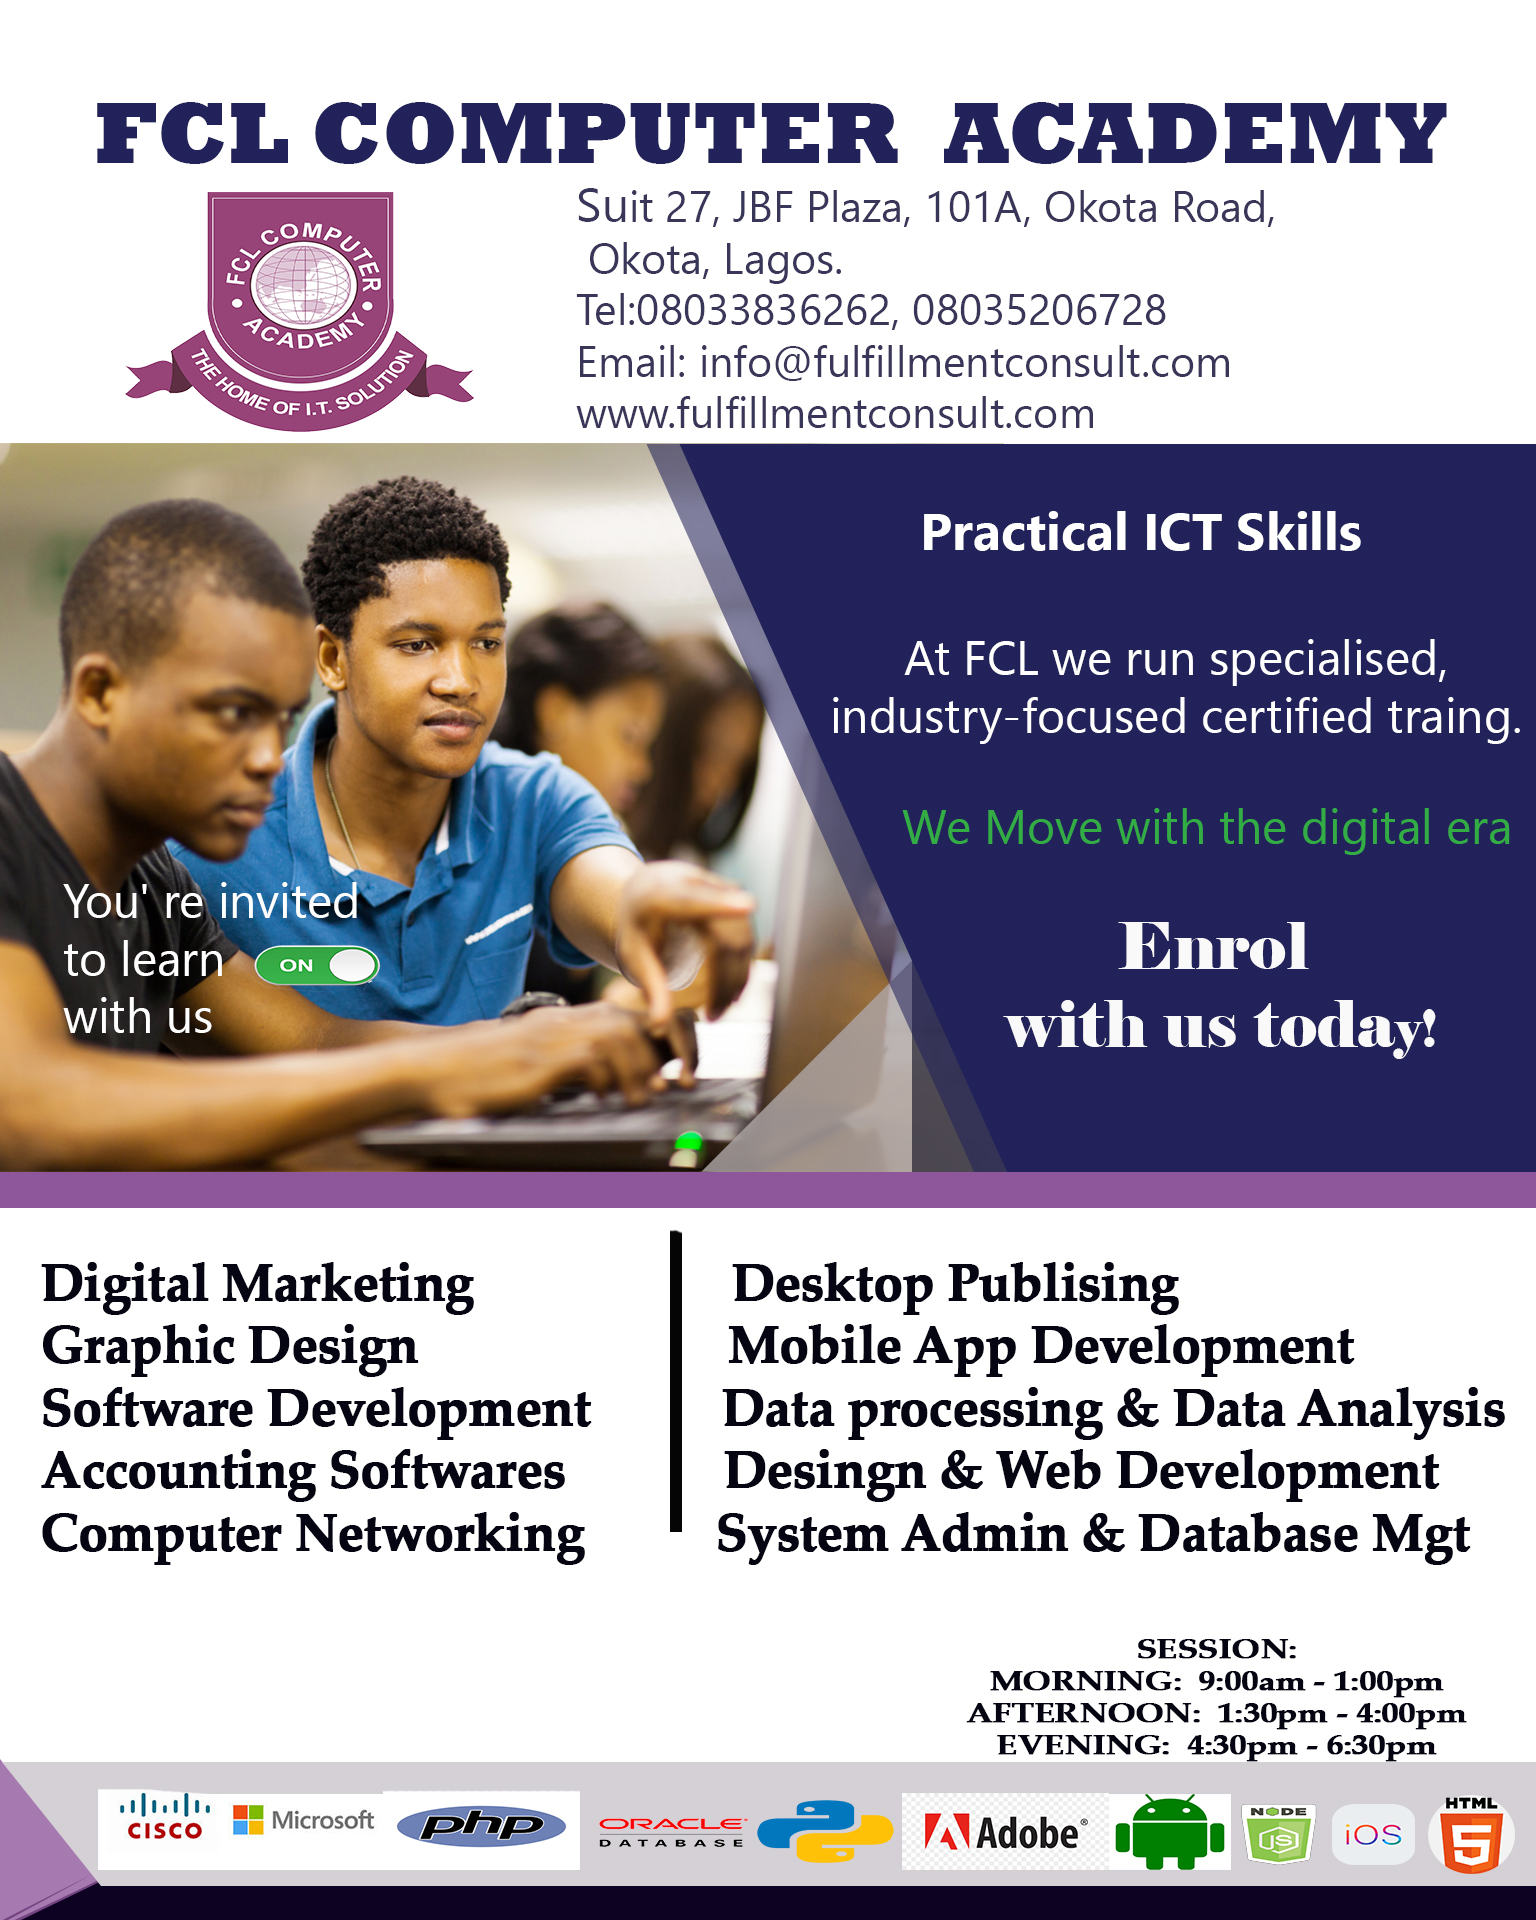 FCL COMPUTER ACADEMY
FCL COMPUTER
ACADEMY
THE HOME OF I.T. SOLUTION
Suit 27, JBF Plaza, 101A, Okota Road,
Okota, Lagos.
Tel:08033836262, 08035206728
Email: info@fulfillmentconsult.com
www.fulfillmentconsult.com
Practical ICT Skills
At FCL we run specialised,
industry-focused certified traing.
We Move with the digital era
Enrol
with us today!
You' re invited
to learn ON
with us
Digital Marketing
Graphic Design
Software Development
Accounting Softwares
Computer Networking
Desktop Publising
Mobile App Development
Data processing & Data Analysis
Desingn & Web Development
System Admin & Database Mgt
SESSION:
MORNING: 9:00am - 1:00pm
AFTERNOON: 1:30pm - 4:00pm
EVENING: 4:30pm - 6:30pm
CISCO
Microsoft
php
ORACLE
DATABASE
Adobe®
NODE
JS
iOS
HTML
5